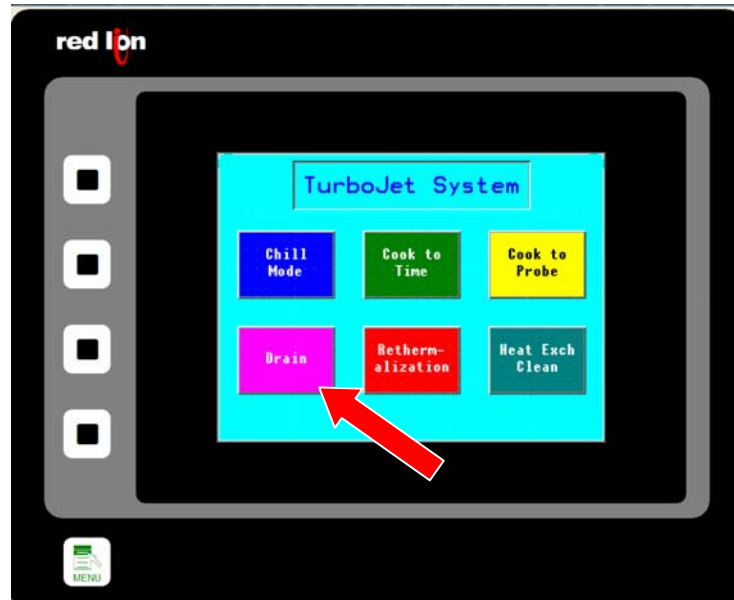 red lion
TurboJet System
Chill
Mode
Cook to
Time
Cook to
Probe
Drain
Retherm-
alization
Heat Exch
Clean
MENU